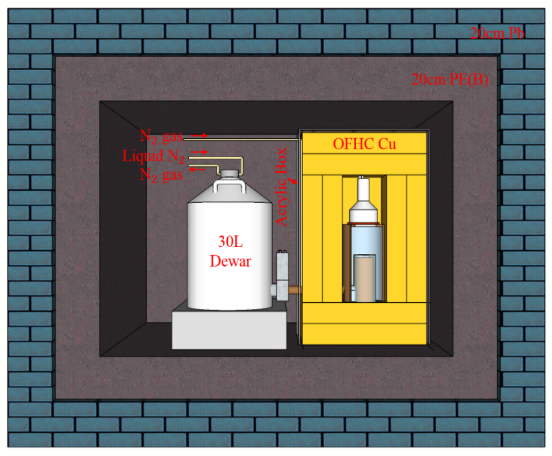 20cm Pb
20cm PE(B)
N₂ gas
Liquid N₂
N₂ gas
OFHC Cu
Acrylic Box
30L
Dewar